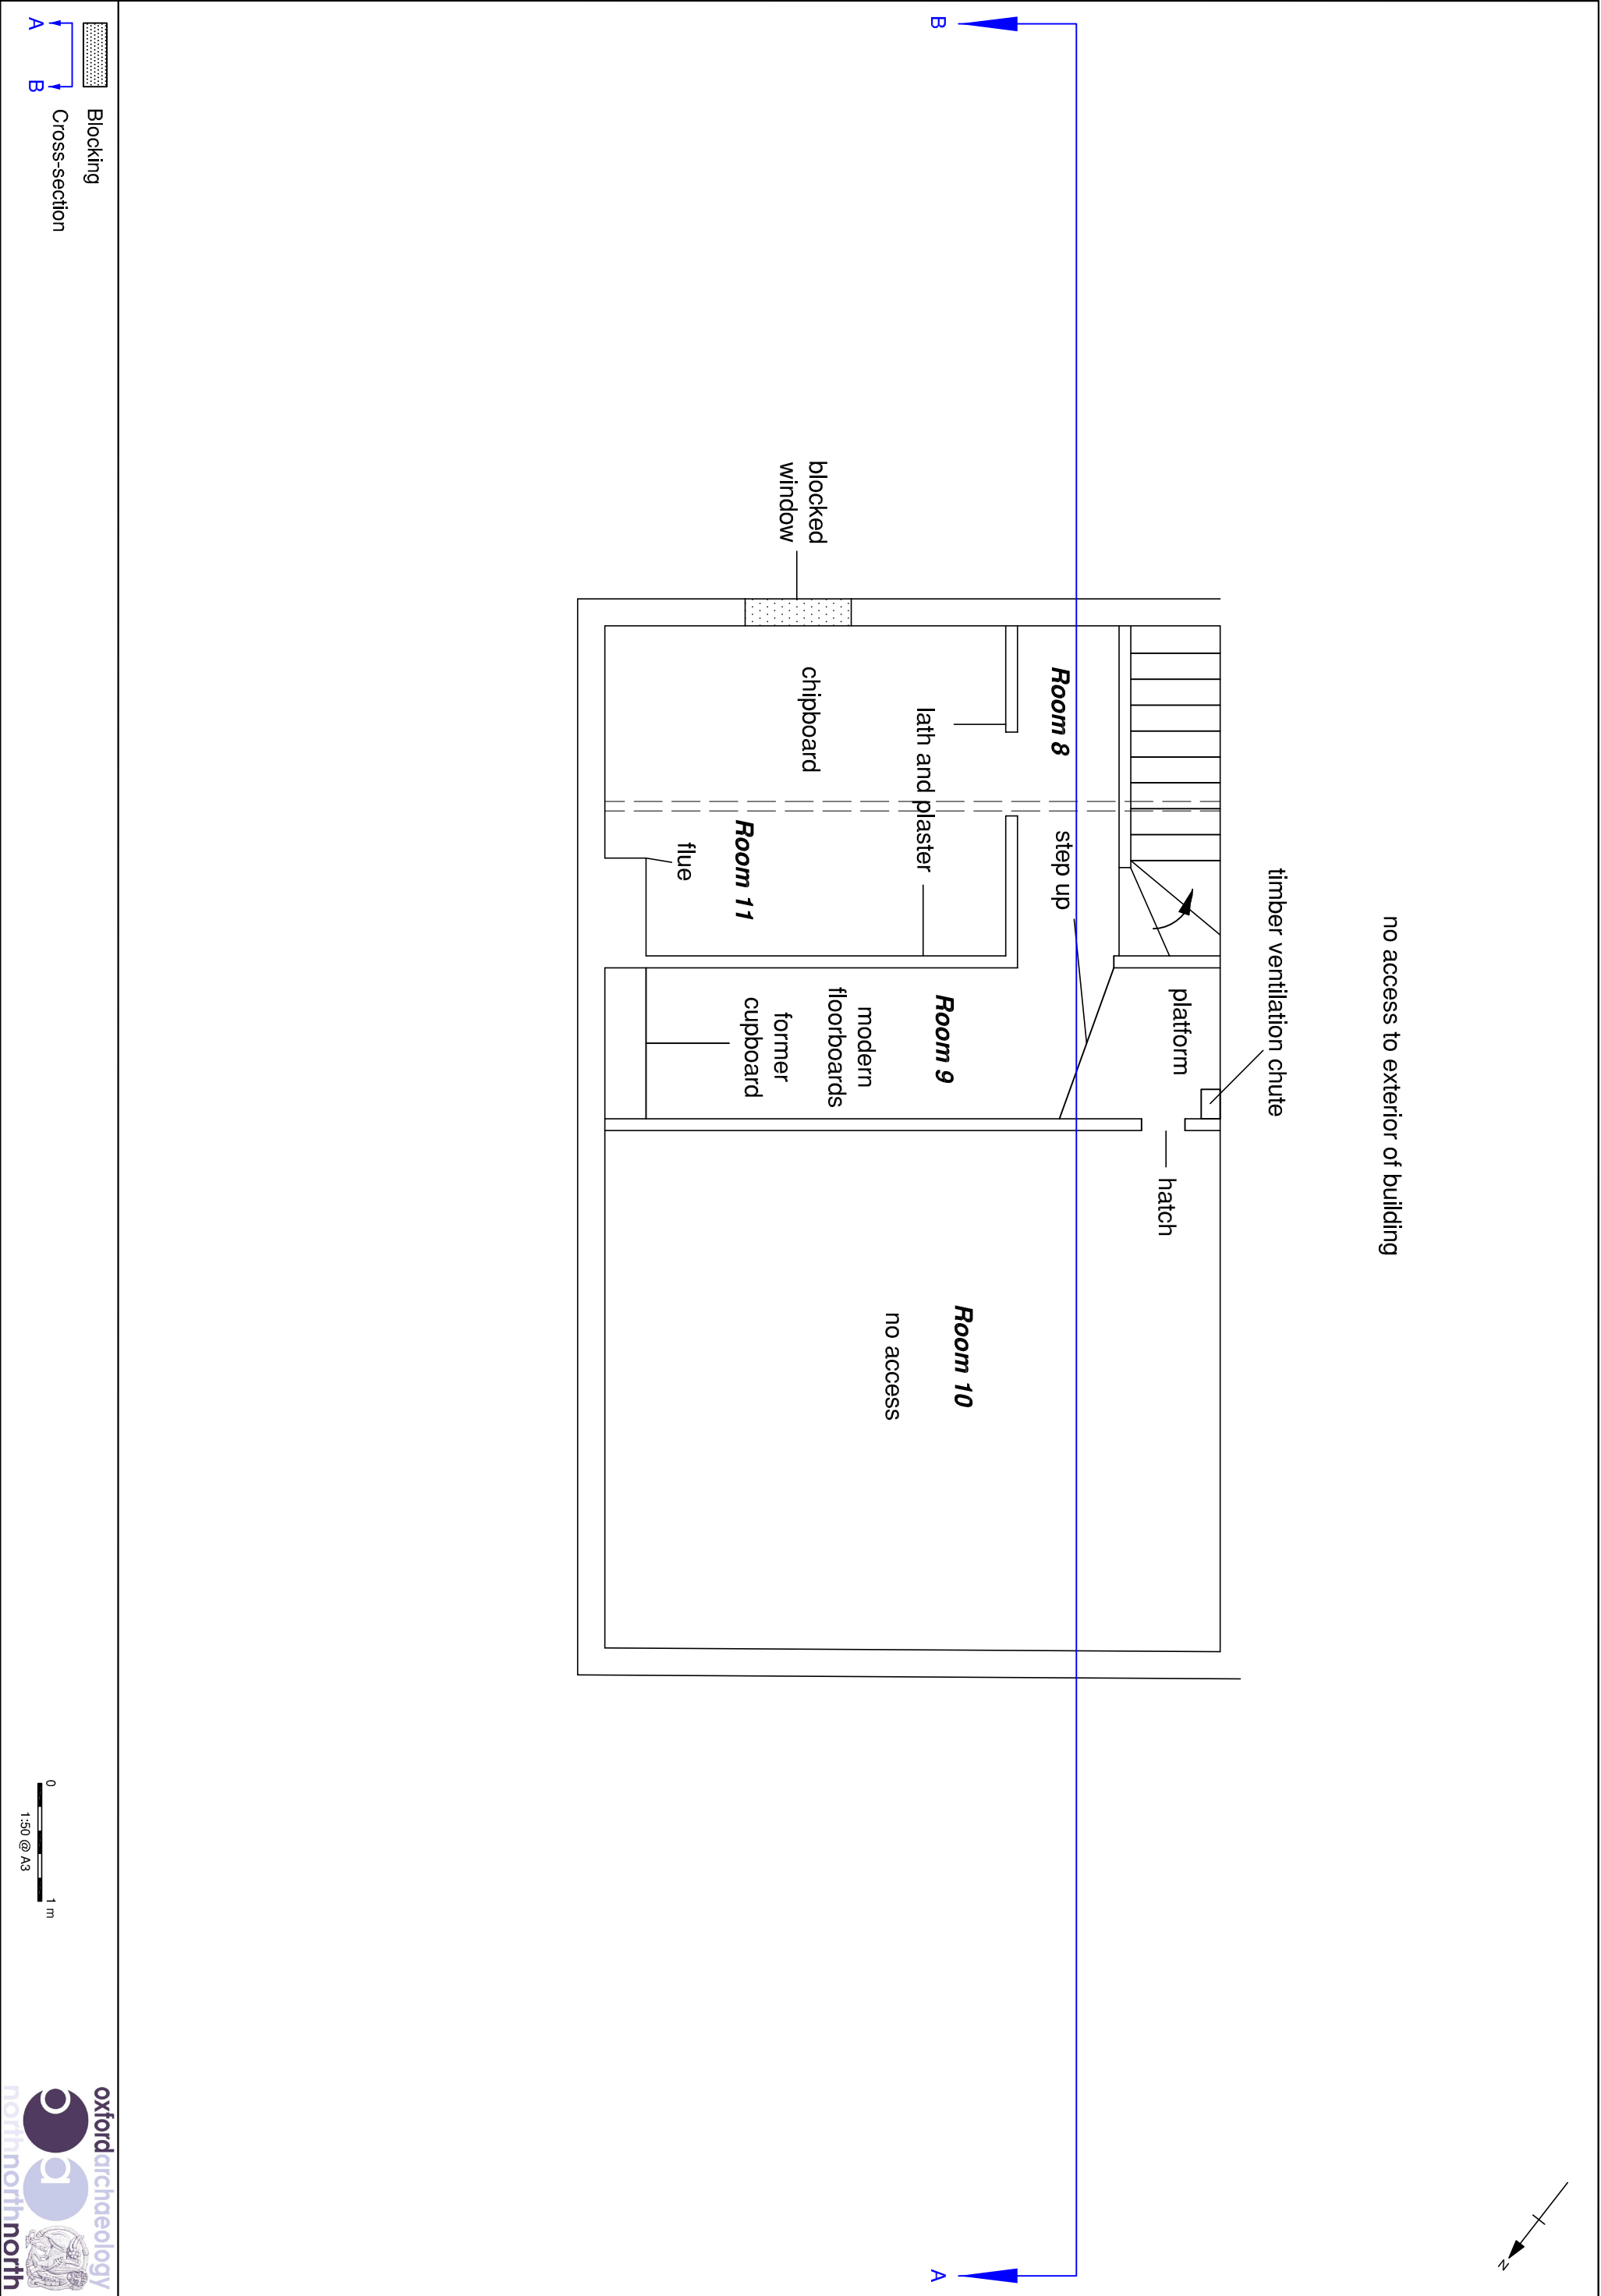 no access to exterior of building
timber ventilation chute
platform
hatch
Room 8
step up
B
A
lath and plaster
Room 9
Room 10
no access
blocked
window
chipboard
modern
floorboards
former
cupboard
Room 11
flue
N
Blocking
A
B
Cross-section
0
1 m
1:50 @ A3
oxfordarchaeology
northnorthnorth